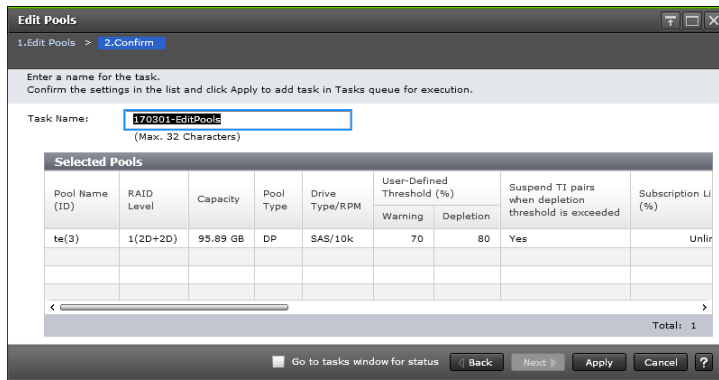 Edit Pools
1.Edit Pools > 2.Confirm
Enter a name for the task.
Confirm the settings in the list and click Apply to add task in Tasks queue for execution.
Task Name: 170301-EditPools
(Max. 32 Characters)
Selected Pools
Pool Name (ID) RAID Level Capacity Pool Type Drive Type/RPM User-Defined Threshold (%) Warning Depletion Suspend TI pairs when depletion threshold is exceeded Subscription Li (%)
te(3) 1(2D+2D) 95.89 GB DP SAS/10k 70 80 Yes Unlir
Total: 1
Go to tasks window for status Back Next Apply Cancel ?